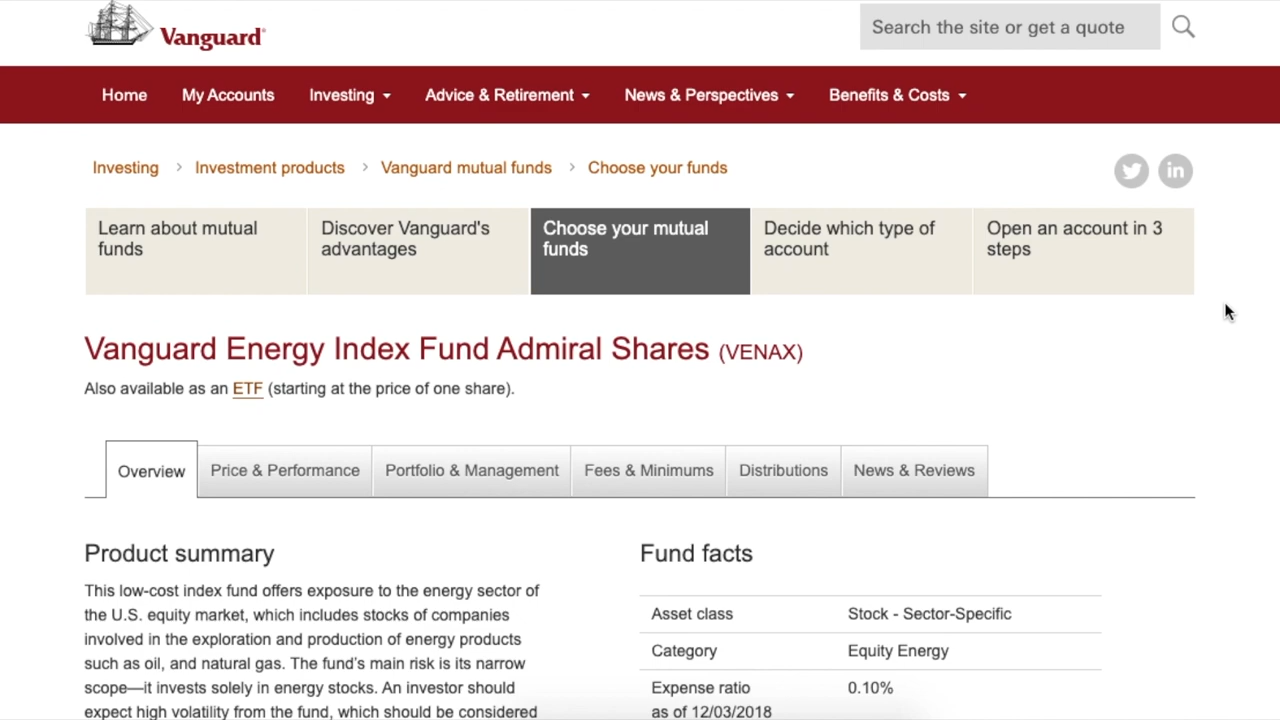 Vanguard
Search the site or get a quote
Home My Accounts Investing Advice & Retirement News & Perspectives Benefits & Costs
Investing > Investment products > Vanguard mutual funds > Choose your funds
in
Learn about mutual
funds
Discover Vanguard's
advantages
Choose your mutual
funds
Decide which type of
account
Open an account in 3
steps
Vanguard Energy Index Fund Admiral Shares (VENAX)
Also available as an ETF (starting at the price of one share).
Overview Price & Performance Portfolio & Management Fees & Minimums Distributions News & Reviews
Product summary
This low-cost index fund offers exposure to the energy sector of
the U.S. equity market, which includes stocks of companies
involved in the exploration and production of energy products
such as oil, and natural gas. The fund's main risk is its narrow
scope—it invests solely in energy stocks. An investor should
expect high volatility from the fund, which should be considered
Fund facts
Asset class Stock - Sector-Specific
Category Equity Energy
Expense ratio 0.10%
as of 12/03/2018